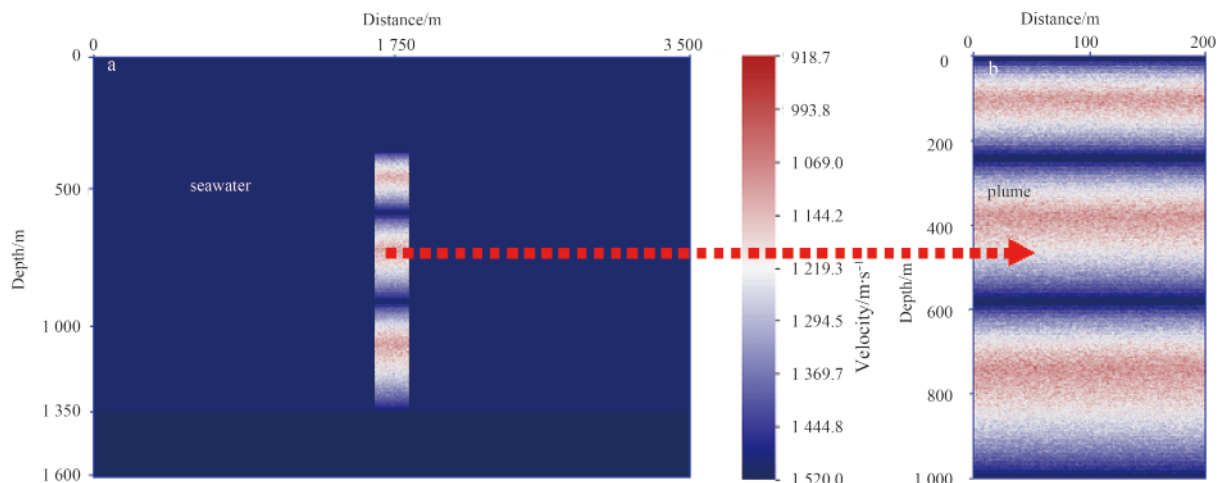 Distance/m
0 1 750 3 500
a
0
500
1 000
1 350
1 600
Depth/m
seawater
918.7
993.8
1 069.0
1 144.2
1 219.3
1 294.5
1 369.7
1 444.8
1 520.0
Velocity/m·s⁻¹
Distance/m
0 100 200
b
0
200
400
600
800
1 000
Depth/m
plume